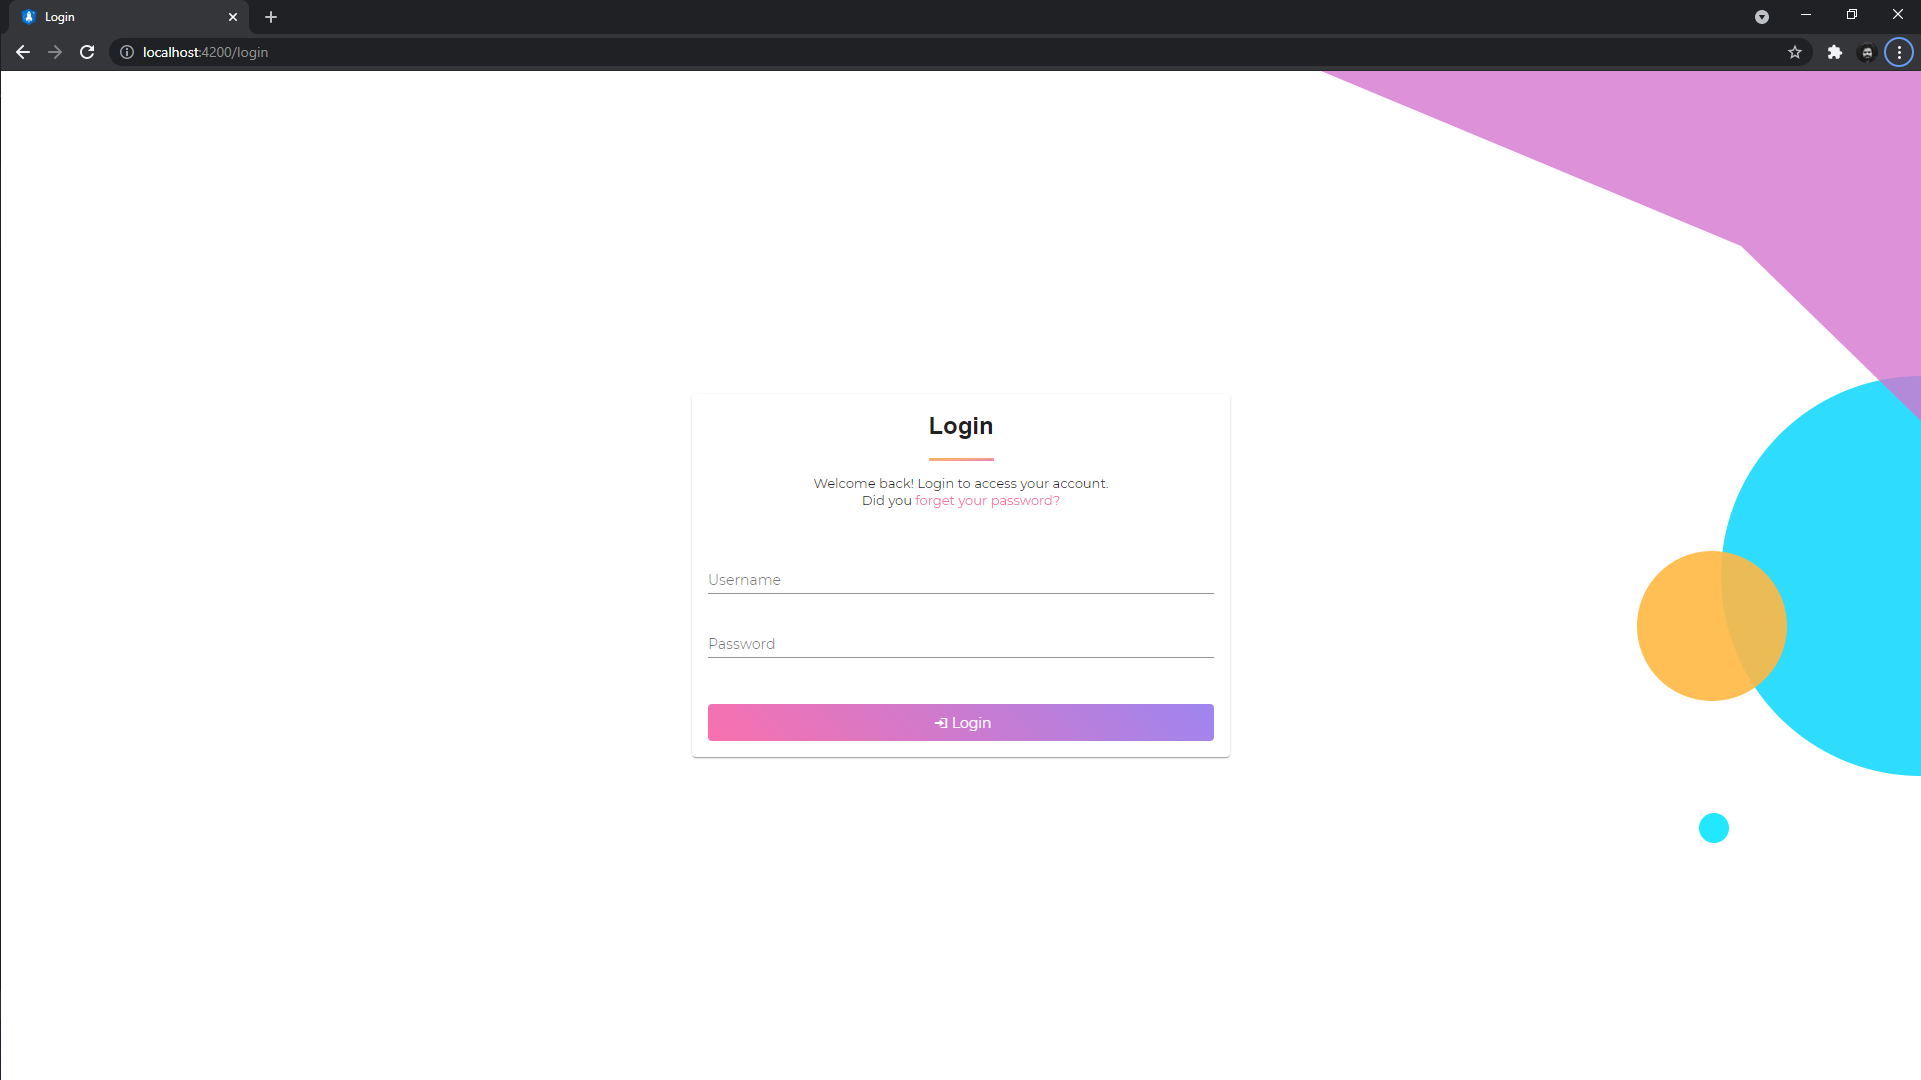 Login
localhost:4200/login
Login
Welcome back! Login to access your account.
Did you forget your password?
Username
Password
Login